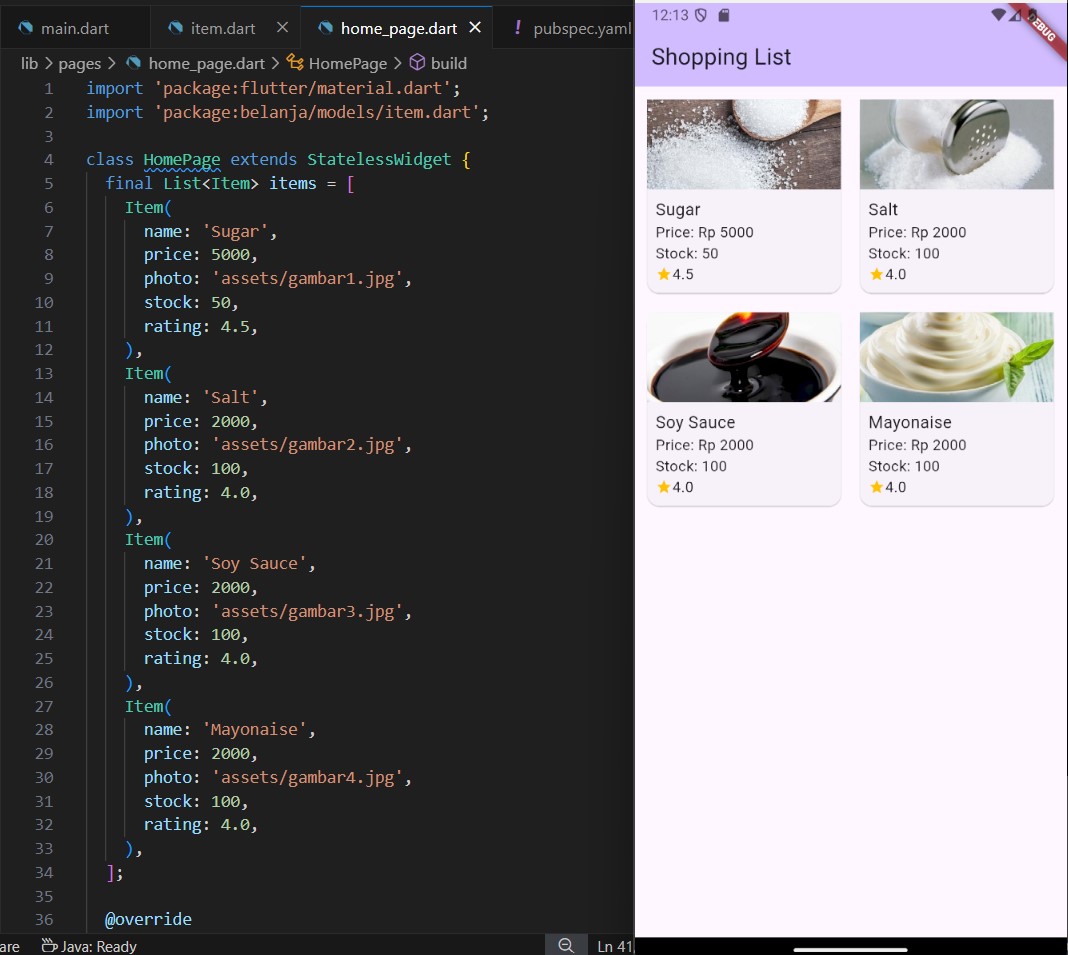 main.dart
item.dart
home_page.dart
! pubspec.yaml
lib > pages > home_page.dart > HomePage > build
1 import 'package:flutter/material.dart';
2 import 'package:belanja/models/item.dart';
3
4 class HomePage extends StatelessWidget {
5 final List<Item> items = [
6 Item(
7 name: 'Sugar',
8 price: 5000,
9 photo: 'assets/gambar1.jpg',
10 stock: 50,
11 rating: 4.5,
12 ),
13 Item(
14 name: 'Salt',
15 price: 2000,
16 photo: 'assets/gambar2.jpg',
17 stock: 100,
18 rating: 4.0,
19 ),
20 Item(
21 name: 'Soy Sauce',
22 price: 2000,
23 photo: 'assets/gambar3.jpg',
24 stock: 100,
25 rating: 4.0,
26 ),
27 Item(
28 name: 'Mayonaise',
29 price: 2000,
30 photo: 'assets/gambar4.jpg',
31 stock: 100,
32 rating: 4.0,
33 ),
34 ];
35
36 @override
are
Java: Ready
Ln 41
12:13
Shopping List
Sugar
Price: Rp 5000
Stock: 50
4.5
Salt
Price: Rp 2000
Stock: 100
4.0
Soy Sauce
Price: Rp 2000
Stock: 100
4.0
Mayonaise
Price: Rp 2000
Stock: 100
4.0